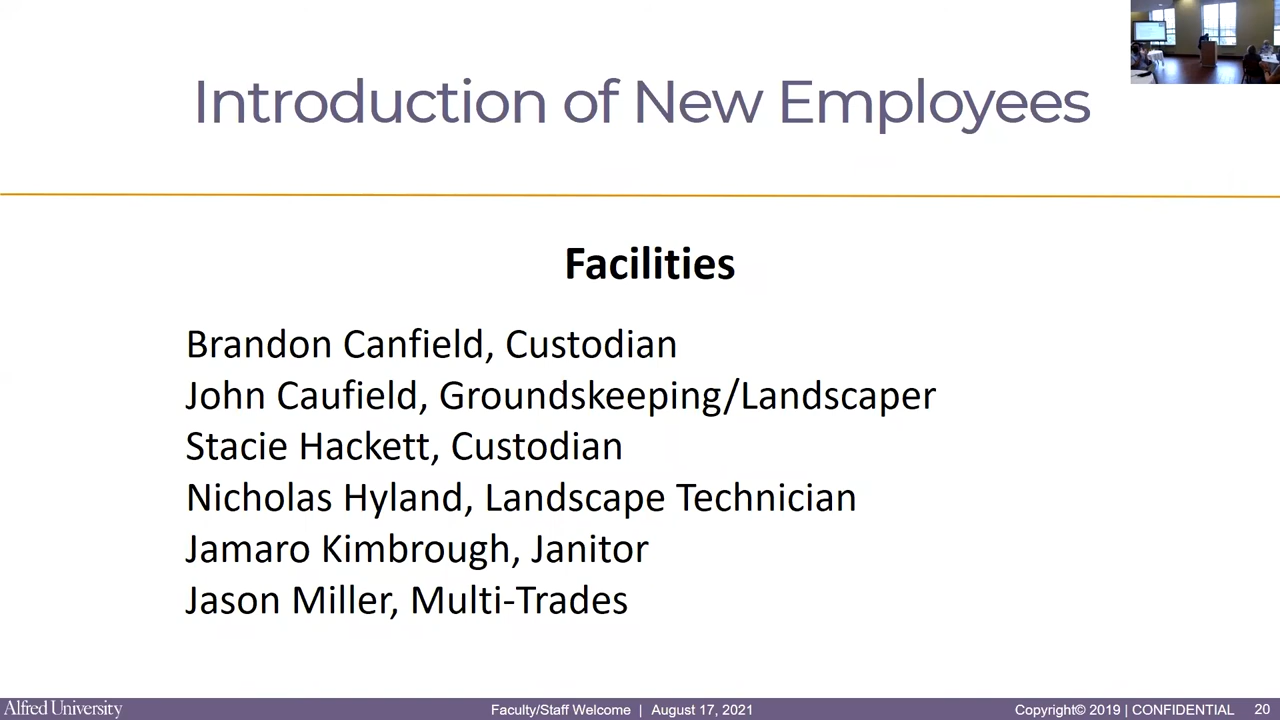 Introduction of New Employees
Facilities
Brandon Canfield, Custodian
John Caufield, Groundskeeping/Landscaper
Stacie Hackett, Custodian
Nicholas Hyland, Landscape Technician
Jamaro Kimbrough, Janitor
Jason Miller, Multi-Trades
Alfred University
Faculty/Staff Welcome | August 17, 2021
Copyright© 2019 | CONFIDENTIAL 20